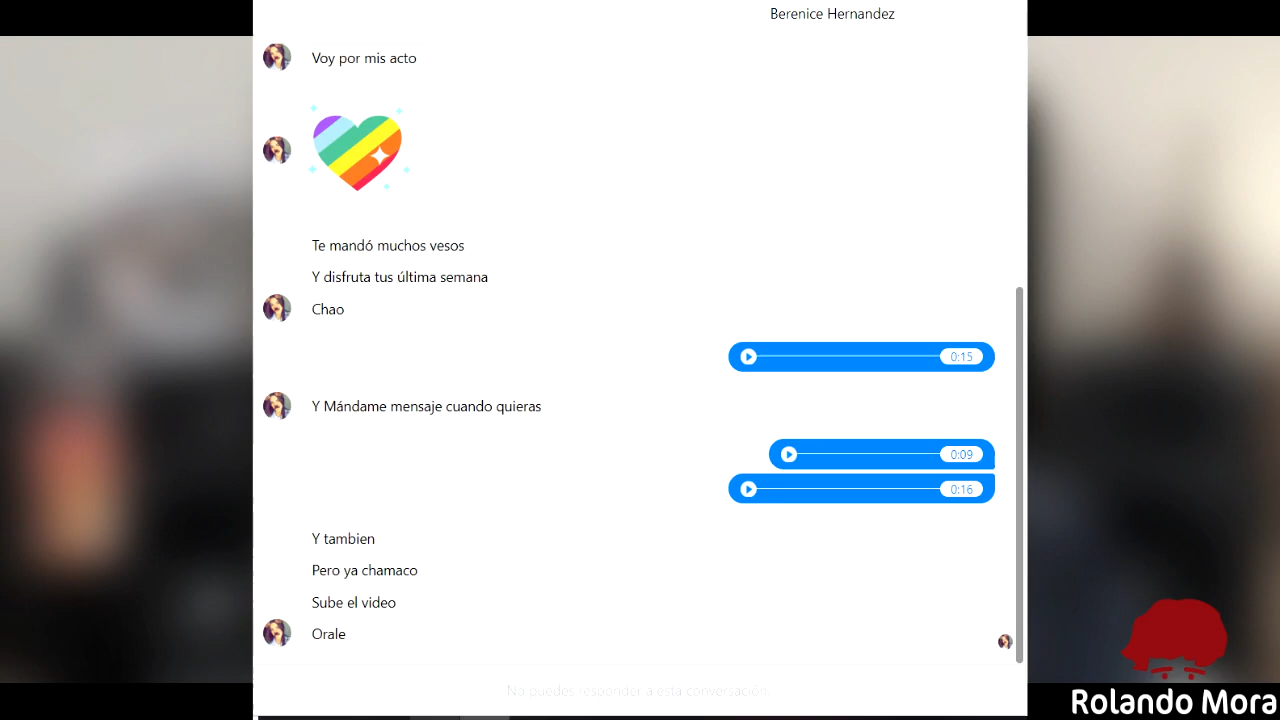 Berenice Hernandez
Voy por mis acto
Te mandó muchos vesos
Y disfruta tus última semana
Chao
0:15
Y Mándame mensaje cuando quieras
0:09
0:16
Y tambien
Pero ya chamaco
Sube el video
Orale
No puedes responder a esta conversación.
Rolando Mora